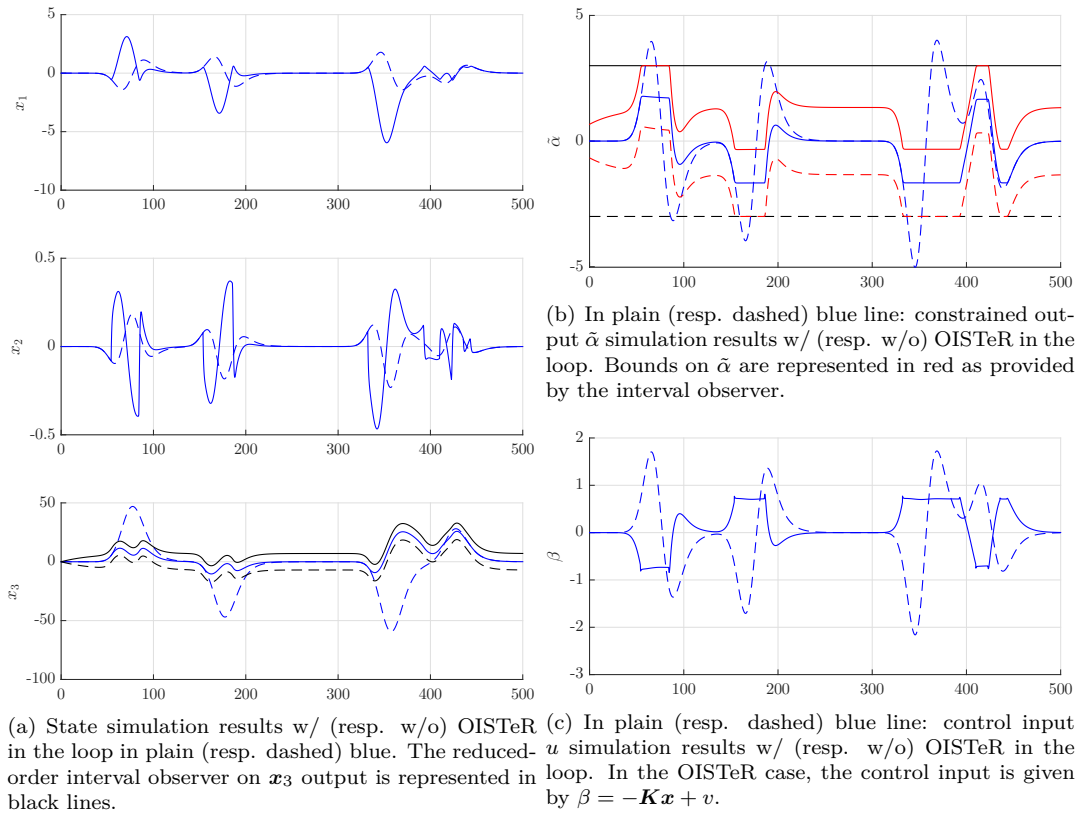 5
0
-5
-10
x1
0 100 200 300 400 500
0.5
0
-0.5
x2
0 100 200 300 400 500
50
0
-50
-100
x3
0 100 200 300 400 500
(a) State simulation results w/ (resp. w/o) OISTeR
in the loop in plain (resp. dashed) blue. The reduced-
order interval observer on x3 output is represented in
black lines.
5
0
-5
α̃
0 100 200 300 400 500
(b) In plain (resp. dashed) blue line: constrained out-
put α̃ simulation results w/ (resp. w/o) OISTeR in the
loop. Bounds on α̃ are represented in red as provided
by the interval observer.
2
1
0
-1
-2
-3
β
0 100 200 300 400 500
(c) In plain (resp. dashed) blue line: control input
u simulation results w/ (resp. w/o) OISTeR in the
loop. In the OISTeR case, the control input is given
by β = −Kx + v.